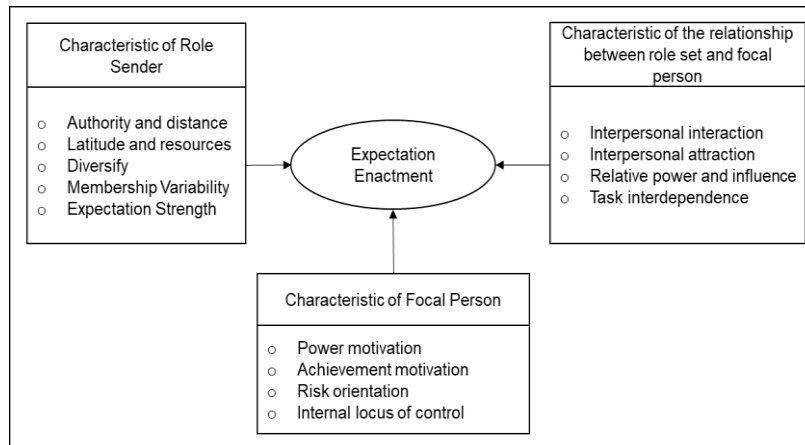 Characteristic of Role
Sender
o Authority and distance
o Latitude and resources
o Diversify
o Membership Variability
o Expectation Strength
Expectation
Enactment
Characteristic of the relationship
between role set and focal
person
o Interpersonal interaction
o Interpersonal attraction
o Relative power and influence
o Task interdependence
Characteristic of Focal Person
o Power motivation
o Achievement motivation
o Risk orientation
o Internal locus of control